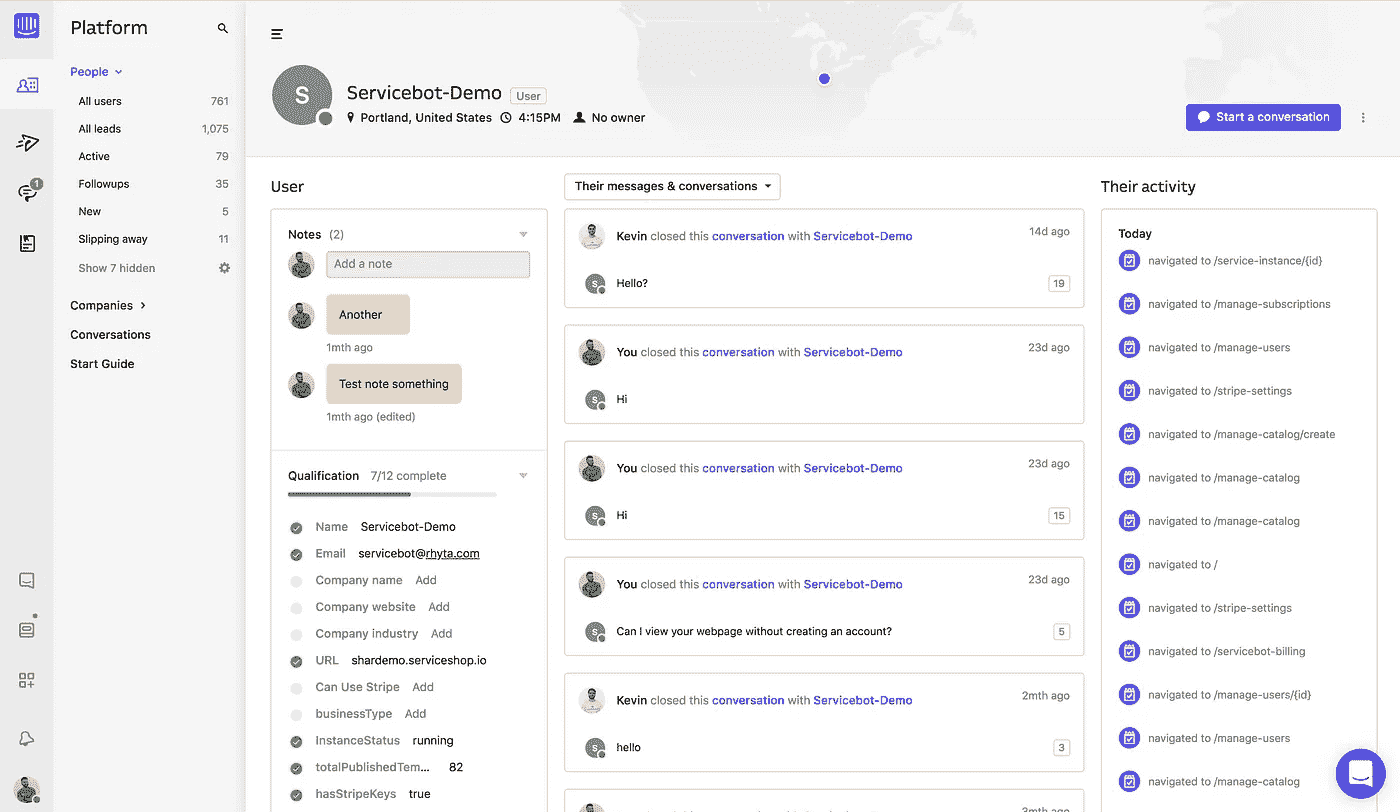 Platform
People
All users 761
All leads 1,075
Active 79
Followups 35
New 5
Slipping away 11
Show 7 hidden
Companies
Conversations
Start Guide
1
S
Servicebot-Demo User
Portland, United States 4:15PM No owner
Start a conversation
User
Notes (2)
Add a note
Another
1mth ago
Test note something
1mth ago (edited)
Qualification 7/12 complete
Name Servicebot-Demo
Email servicebot@rhyta.com
Company name Add
Company website Add
Company industry Add
URL shardemo.serviceshop.io
Can Use Stripe Add
businessType Add
InstanceStatus running
totalPublishedTem... 82
hasStripeKeys true
Their messages & conversations
Kevin closed this conversation with Servicebot-Demo 14d ago
S Hello? 19
You closed this conversation with Servicebot-Demo 23d ago
S Hi
You closed this conversation with Servicebot-Demo 23d ago
S Hi 15
You closed this conversation with Servicebot-Demo 23d ago
S Can I view your webpage without creating an account? 5
Kevin closed this conversation with Servicebot-Demo 2mth ago
S hello 3
3mth ago
Their activity
Today
navigated to /service-instance/{id}
navigated to /manage-subscriptions
navigated to /manage-users
navigated to /stripe-settings
navigated to /manage-catalog/create
navigated to /manage-catalog
navigated to /manage-catalog
navigated to /
navigated to /stripe-settings
navigated to /servicebot-billing
navigated to /manage-users/{id}
navigated to /manage-users
navigated to /manage-catalog